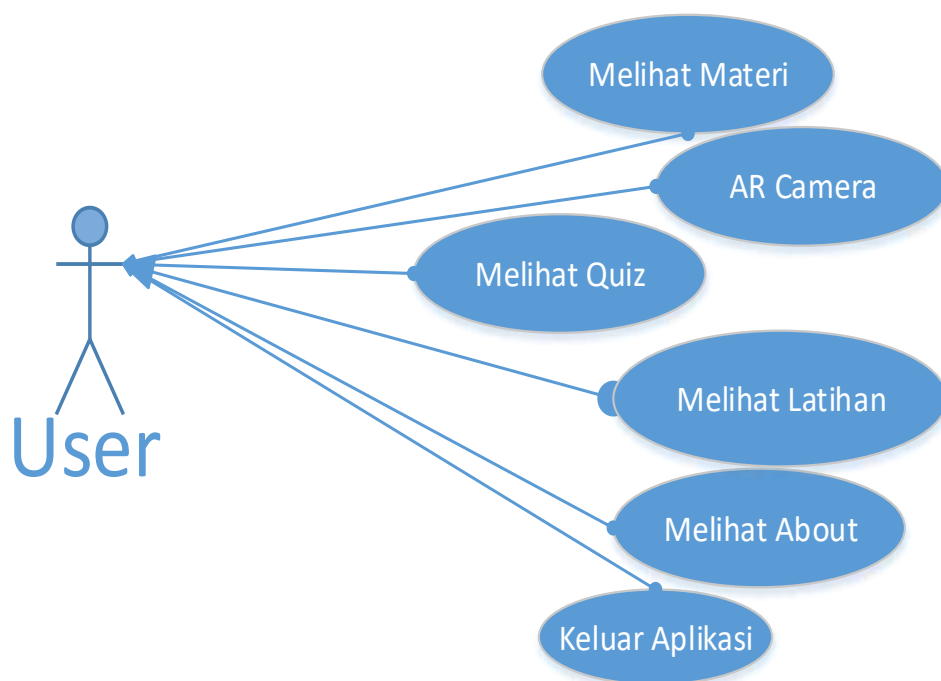 Melihat Materi
AR Camera
Melihat Quiz
Melihat Latihan
User
Melihat About
Keluar Aplikasi